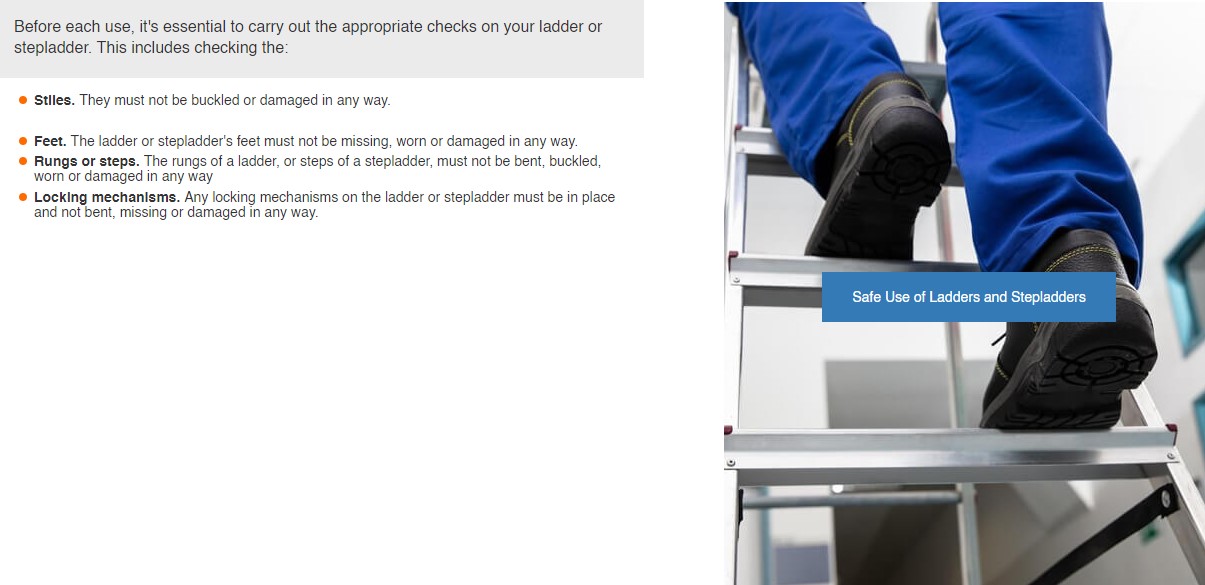 Before each use, it's essential to carry out the appropriate checks on your ladder or
stepladder. This includes checking the:
Stiles. They must not be buckled or damaged in any way.
Feet. The ladder or stepladder's feet must not be missing, worn or damaged in any way.
Rungs or steps. The rungs of a ladder, or steps of a stepladder, must not be bent, buckled,
worn or damaged in any way
Locking mechanisms. Any locking mechanisms on the ladder or stepladder must be in place
and not bent, missing or damaged in any way.
Safe Use of Ladders and Stepladders